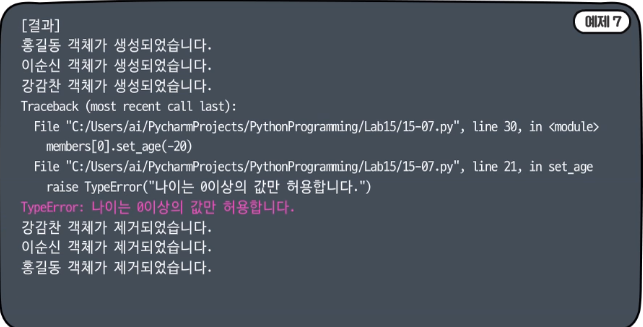 예제 7
[결과]
홍길동 객체가 생성되었습니다.
이순신 객체가 생성되었습니다.
강감찬 객체가 생성되었습니다.
Traceback (most recent call last):
File "C:/Users/ai/PycharmProjects/PythonProgramming/Lab15/15-07.py", line 30, in <module>
members[0].set_age(-20)
File "C:/Users/ai/PycharmProjects/PythonProgramming/Lab15/15-07.py", line 21, in set_age
raise TypeError("나이는 0이상의 값만 허용합니다.")
TypeError: 나이는 0이상의 값만 허용합니다.
강감찬 객체가 제거되었습니다.
이순신 객체가 제거되었습니다.
홍길동 객체가 제거되었습니다.